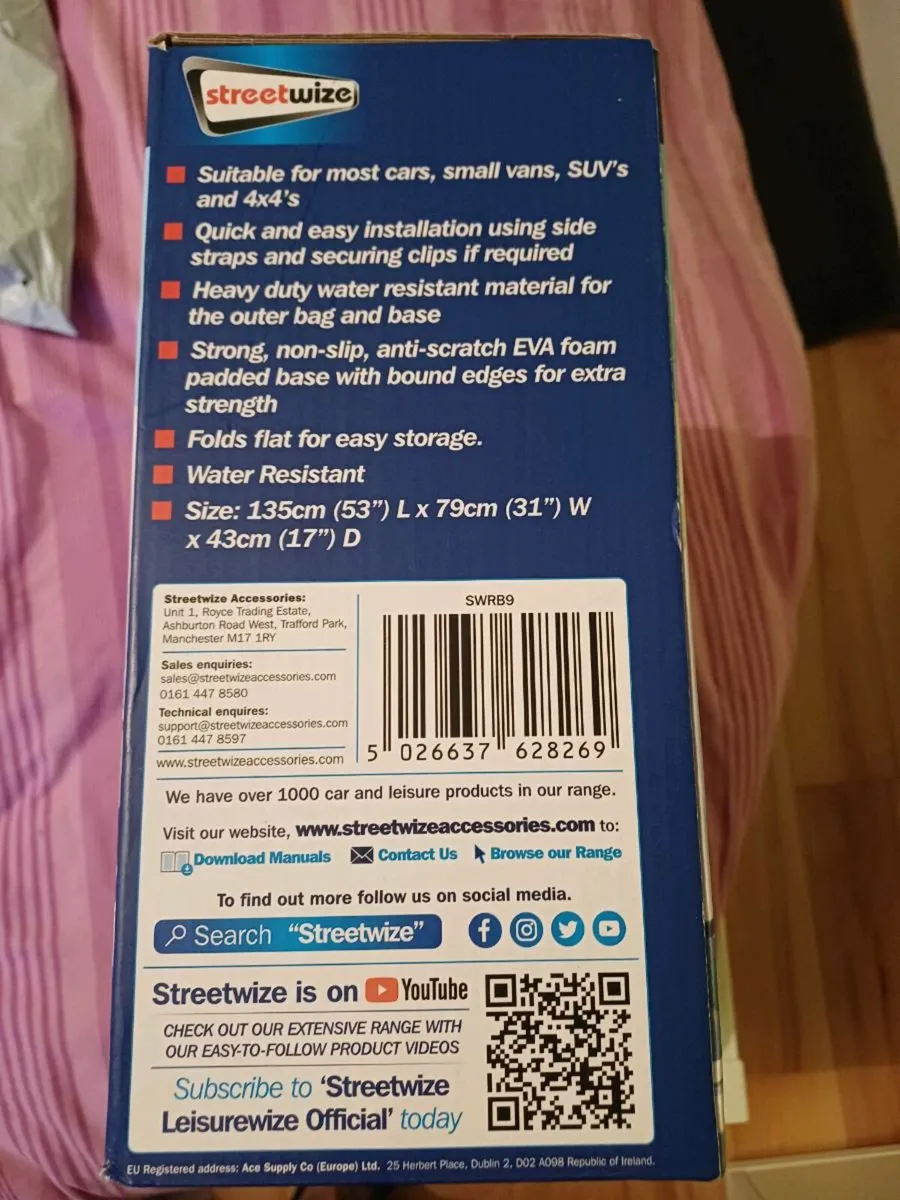 streetwize
Suitable for most cars, small vans, SUV's
and 4x4's
Quick and easy installation using side
straps and securing clips if required
Heavy duty water resistant material for
the outer bag and base
Strong, non-slip, anti-scratch EVA foam
padded base with bound edges for extra
strength
Folds flat for easy storage.
Water Resistant
Size: 135cm (53") L x 79cm (31") W
x 43cm (17") D
Streetwize Accessories:
Unit 1, Royce Trading Estate,
Ashburton Road West, Trafford Park,
Manchester M17 1RY
Sales enquiries:
sales@streetwizeaccessories.com
0161 447 8580
Technical enquires:
support@streetwizeaccessories.com
0161 447 8597
www.streetwizeaccessories.com
SWRB9
5 026637 628269
We have over 1000 car and leisure products in our range.
Visit our website, www.streetwizeaccessories.com to:
Download Manuals Contact Us Browse our Range
To find out more follow us on social media.
Search "Streetwize"
Streetwize is on YouTube
CHECK OUT OUR EXTENSIVE RANGE WITH
OUR EASY-TO-FOLLOW PRODUCT VIDEOS
Subscribe to 'Streetwize
Leisurewize Official' today
EU Registered address: Ace Supply Co (Europe) Ltd. 25 Herbert Place, Dublin 2, D02 A098 Republic of Ireland.